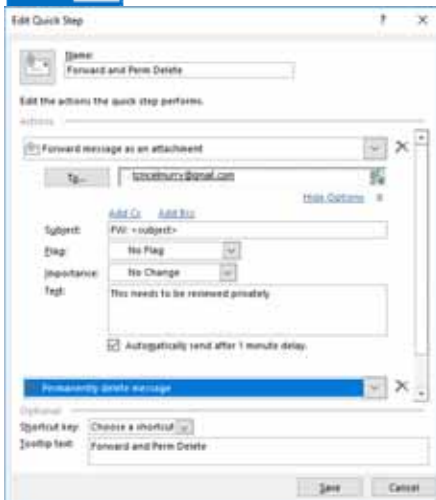 Edit Quick Step
? ×
Name:
Forward and Perm Delete
Edit the actions the quick step performs.
Actions
Forward message as an attachment
To...
Hide Options
Add Cc Add Bcc
Subject: FW: <subject>
Flag: No Flag
Importance: No Change
Text: This needs to be reviewed privately
Automatically send after 1 minute delay.
Permanently delete message
Optional
Shortcut key: Choose a shortcut
Tooltip text: Forward and Perm Delete
Save Cancel